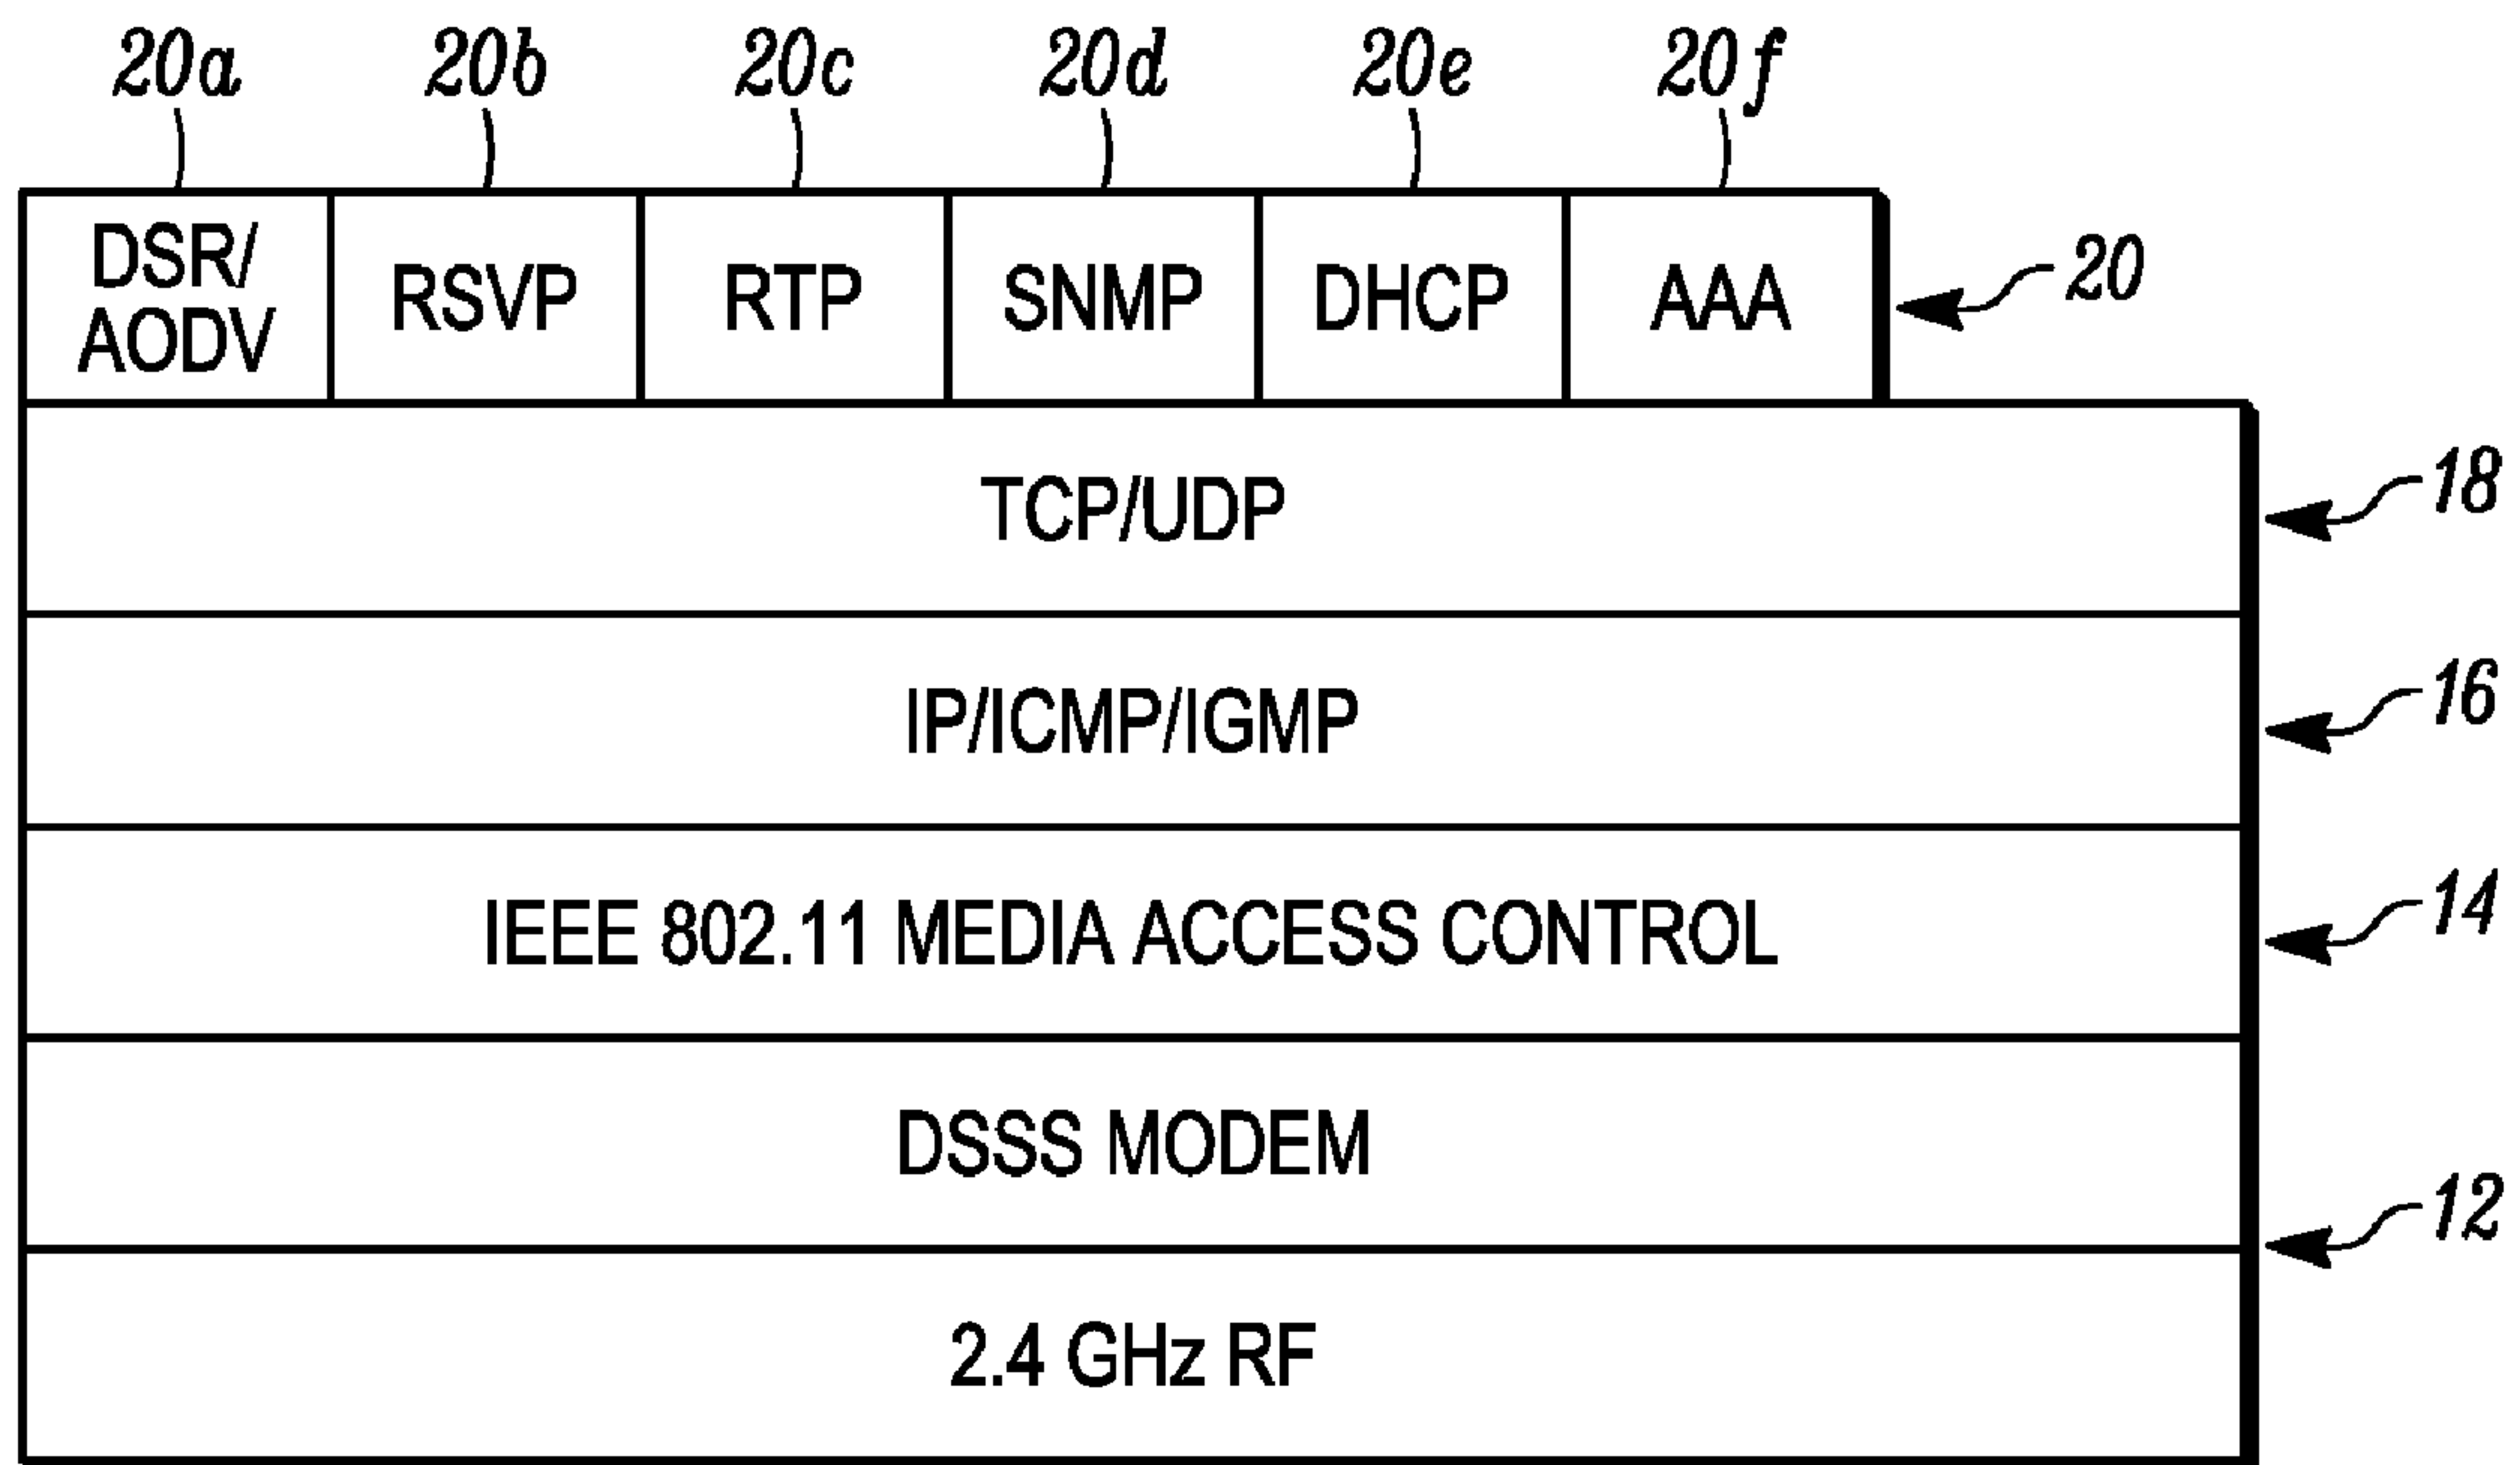 20a 20b 20c 20d 20e 20f
DSR/
AODV
RSVP
RTP
SNMP
DHCP
AAA
20
TCP/UDP
18
IP/ICMP/IGMP
16
IEEE 802.11 MEDIA ACCESS CONTROL
14
DSSS MODEM
12
2.4 GHz RF